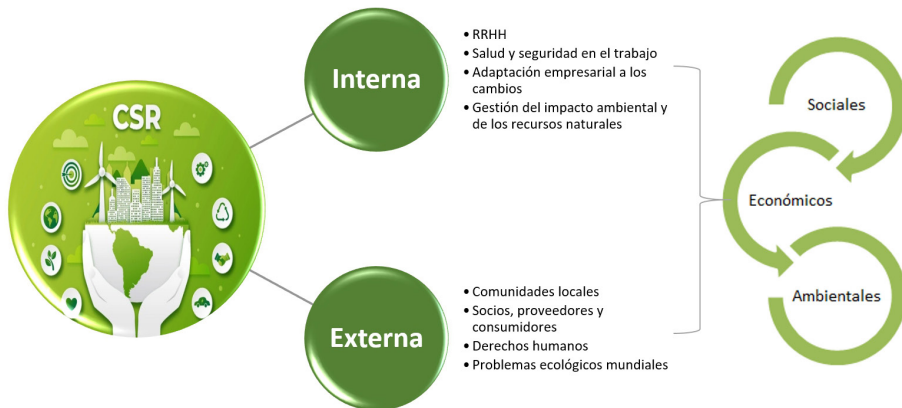 CSR
Interna
• RRHH
• Salud y seguridad en el trabajo
• Adaptación empresarial a los
cambios
• Gestión del impacto ambiental y
de los recursos naturales
Externa
• Comunidades locales
• Socios, proveedores y
consumidores
• Derechos humanos
• Problemas ecológicos mundiales
Sociales
Económicos
Ambientales